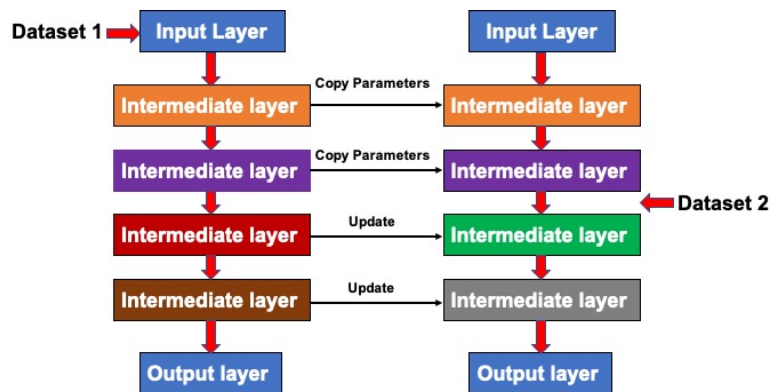 Dataset 1
Input Layer
Input Layer
Copy Parameters
Intermediate layer
Intermediate layer
Copy Parameters
Intermediate layer
Intermediate layer
Dataset 2
Update
Intermediate layer
Intermediate layer
Update
Intermediate layer
Intermediate layer
Output layer
Output layer